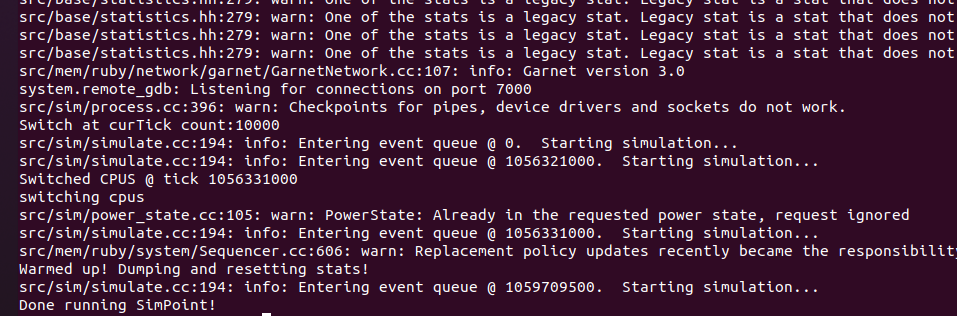 src/base/statistics.hh:279: warn: One of the stats is a legacy stat. Legacy stat is a stat that does not
src/base/statistics.hh:279: warn: One of the stats is a legacy stat. Legacy stat is a stat that does not
src/base/statistics.hh:279: warn: One of the stats is a legacy stat. Legacy stat is a stat that does not
src/base/statistics.hh:279: warn: One of the stats is a legacy stat. Legacy stat is a stat that does not
src/mem/ruby/network/garnet/GarnetNetwork.cc:107: info: Garnet version 3.0
system.remote_gdb: Listening for connections on port 7000
src/sim/process.cc:396: warn: Checkpoints for pipes, device drivers and sockets do not work.
Switch at curTick count:10000
src/sim/simulate.cc:194: info: Entering event queue @ 0.  Starting simulation...
src/sim/simulate.cc:194: info: Entering event queue @ 1056321000.  Starting simulation...
Switched CPUS @ tick 1056331000
switching cpus
src/sim/power_state.cc:105: warn: PowerState: Already in the requested power state, request ignored
src/sim/simulate.cc:194: info: Entering event queue @ 1056331000.  Starting simulation...
src/mem/ruby/system/Sequencer.cc:606: warn: Replacement policy updates recently became the responsibility
Warmed up! Dumping and resetting stats!
src/sim/simulate.cc:194: info: Entering event queue @ 1059709500.  Starting simulation...
Done running SimPoint!